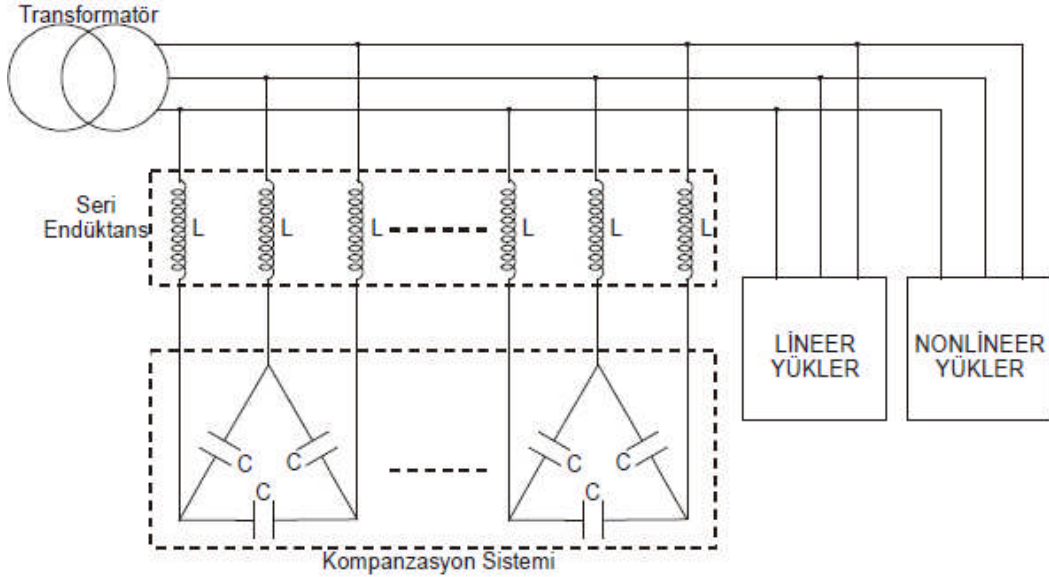 Transformatör
Seri
Endüktans
L
L
L
L
L
L
LİNEER
YÜKLER
NONLİNEER
YÜKLER
C
C
C
C
C
C
Kompanzasyon Sistemi